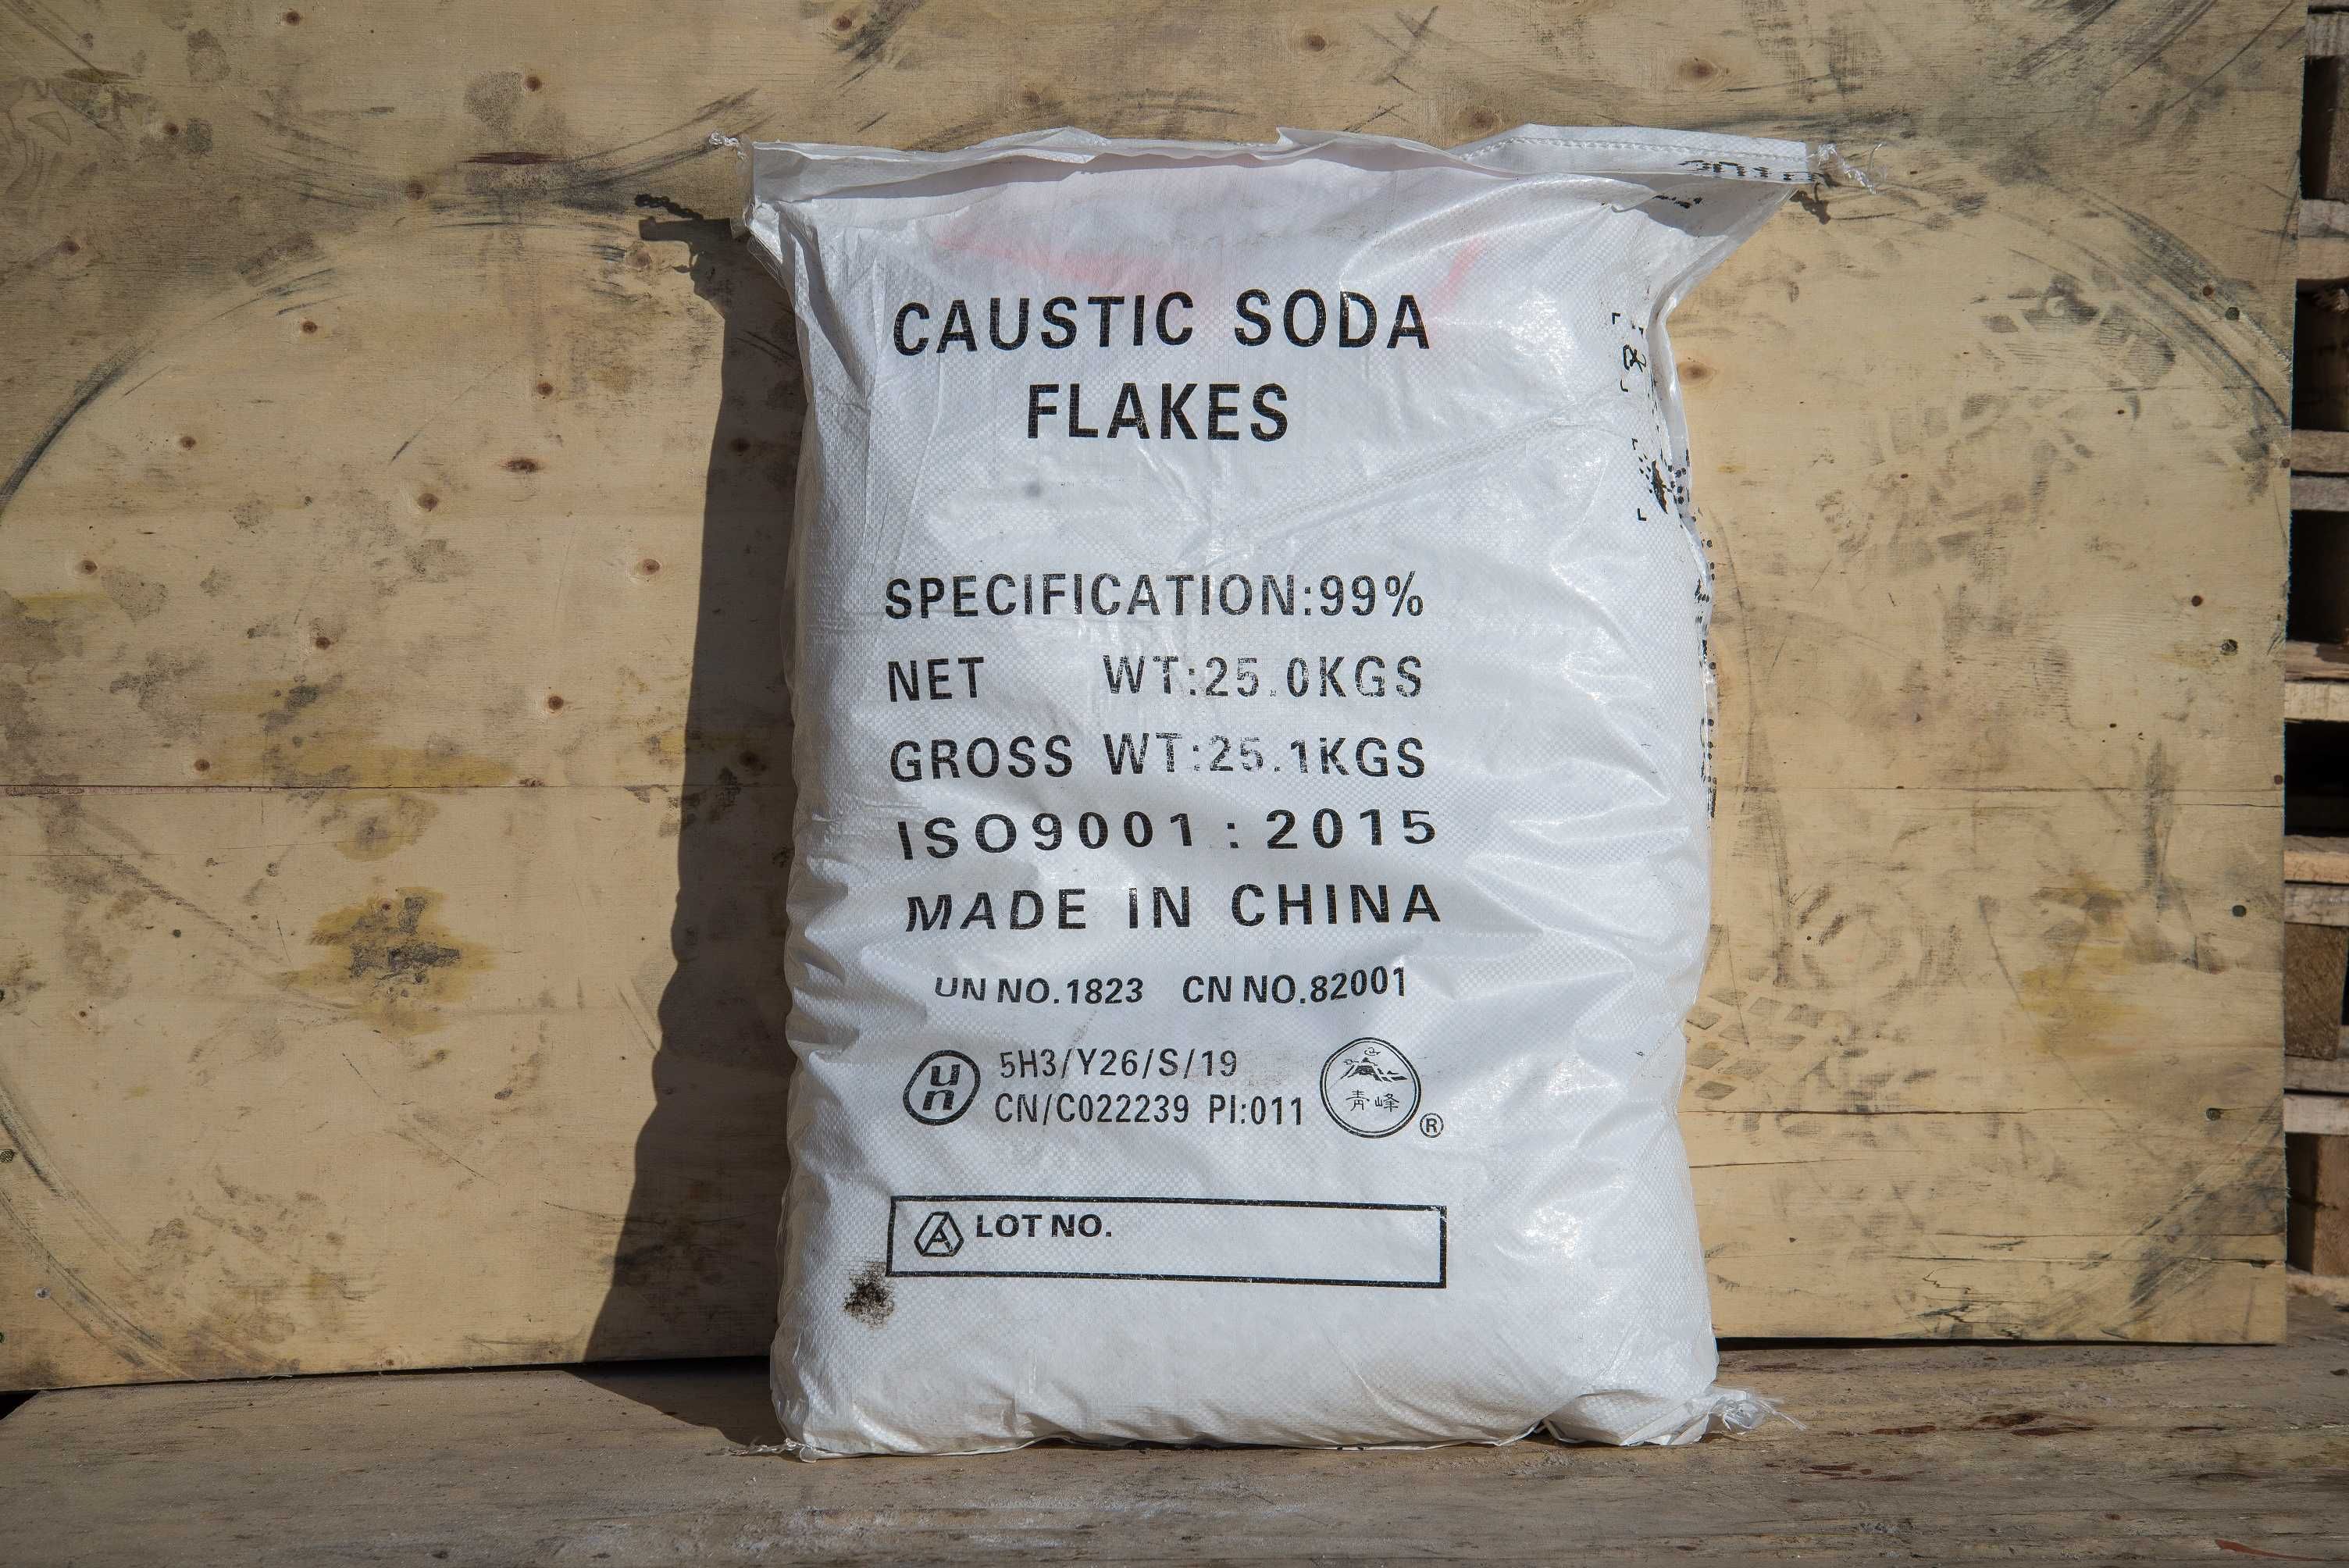 CAUSTIC SODA
FLAKES
SPECIFICATION:99%
NET WT:25.0KGS
GROSS WT:25.1KGS
ISO9001:2015
MADE IN CHINA
UN NO.1823 CN NO.82001
un 5H3/Y26/S/19
CN/C022239 PI:011
青峰 ®
LOT NO.